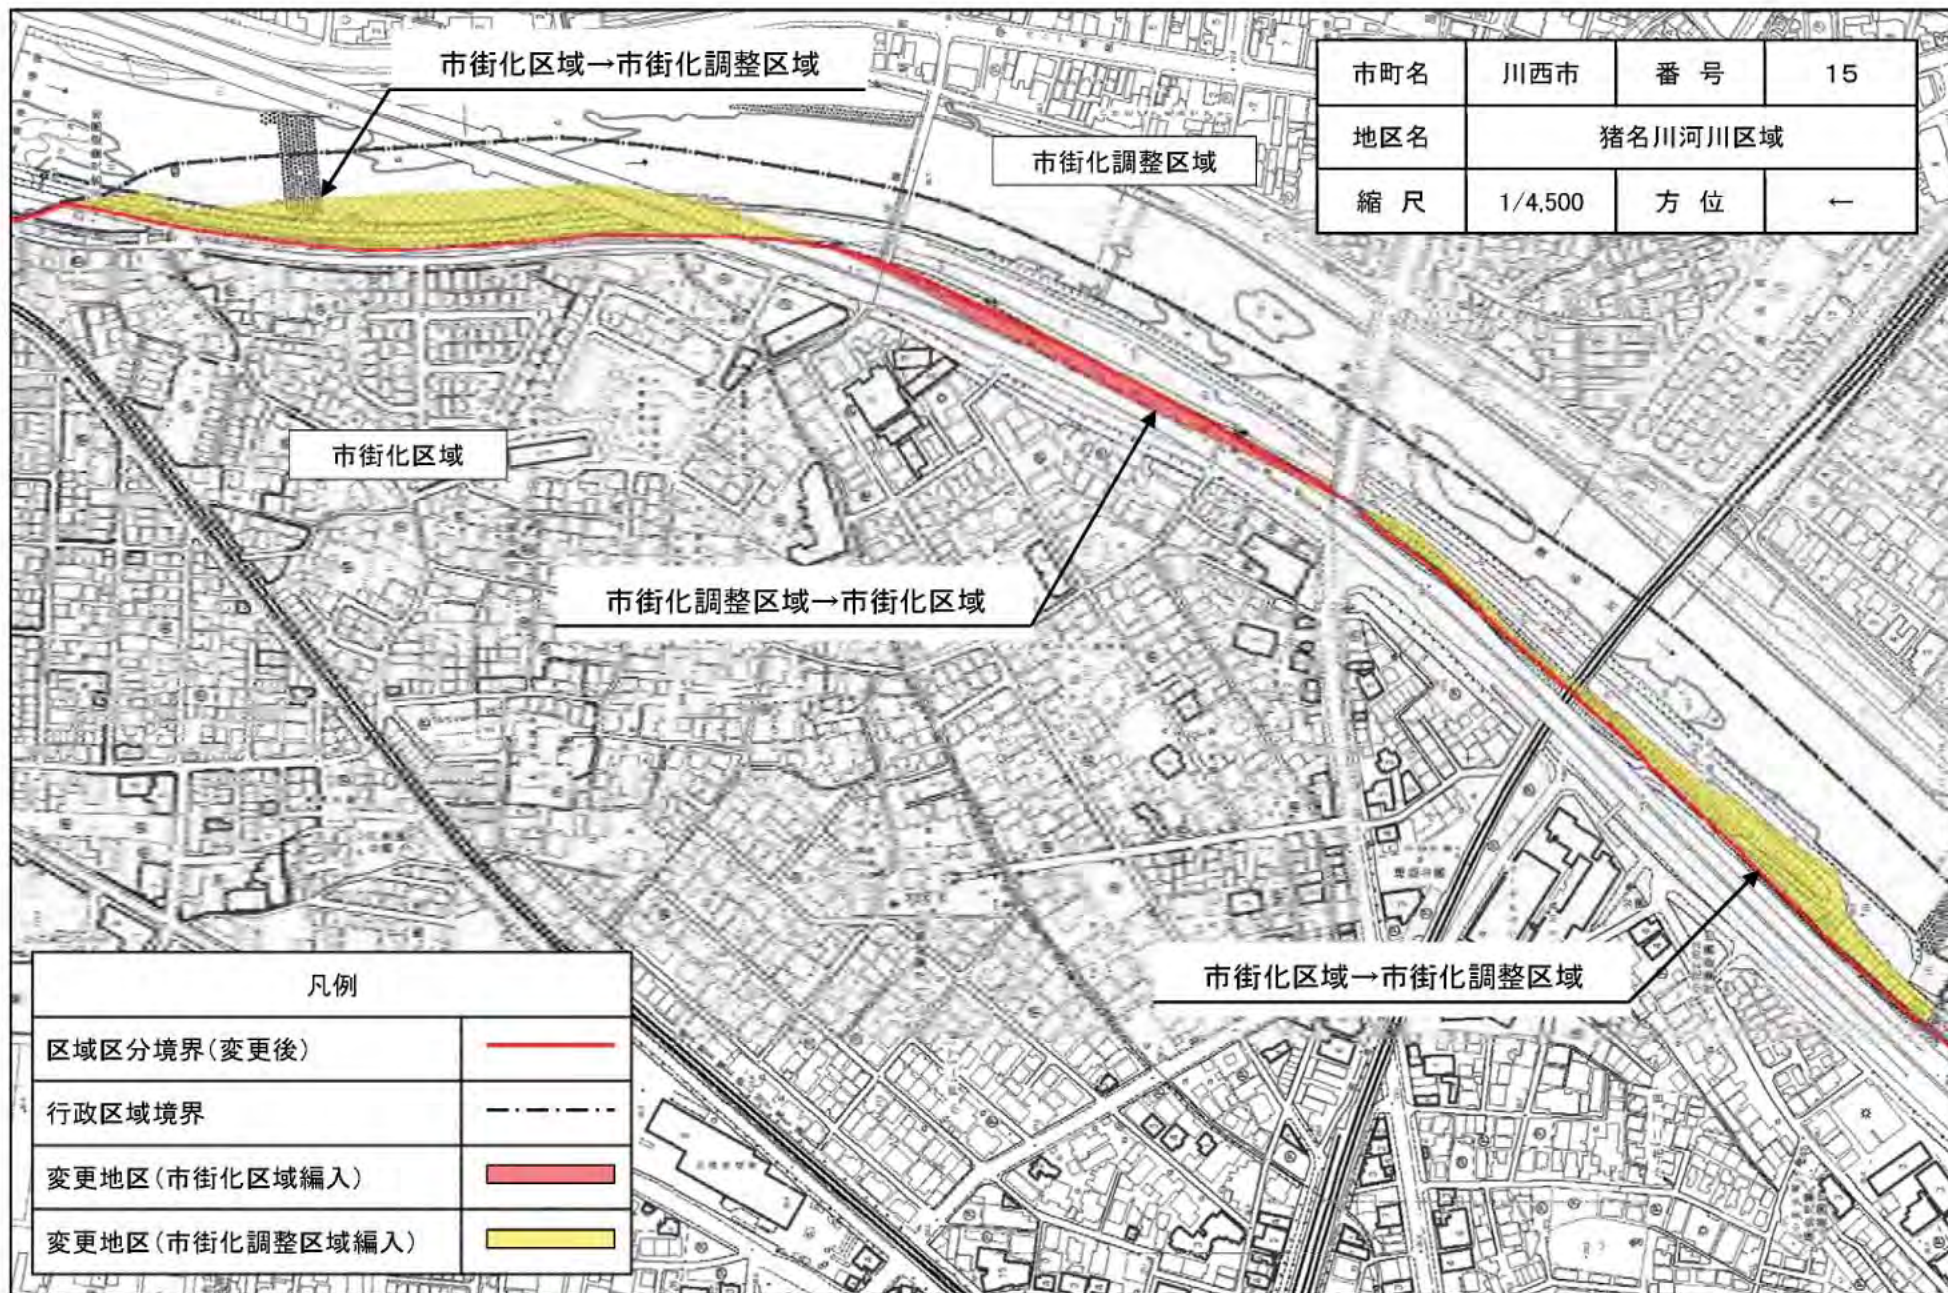 市街化区域→市街化調整区域
市町名 川西市 番 号 15
地区名 猪名川河川区域
縮 尺 1/4,500 方 位 ←
市街化調整区域
市街化区域
市街化調整区域→市街化区域
市街化区域→市街化調整区域
凡例
区域区分境界(変更後)
行政区域境界
変更地区(市街化区域編入)
変更地区(市街化調整区域編入)